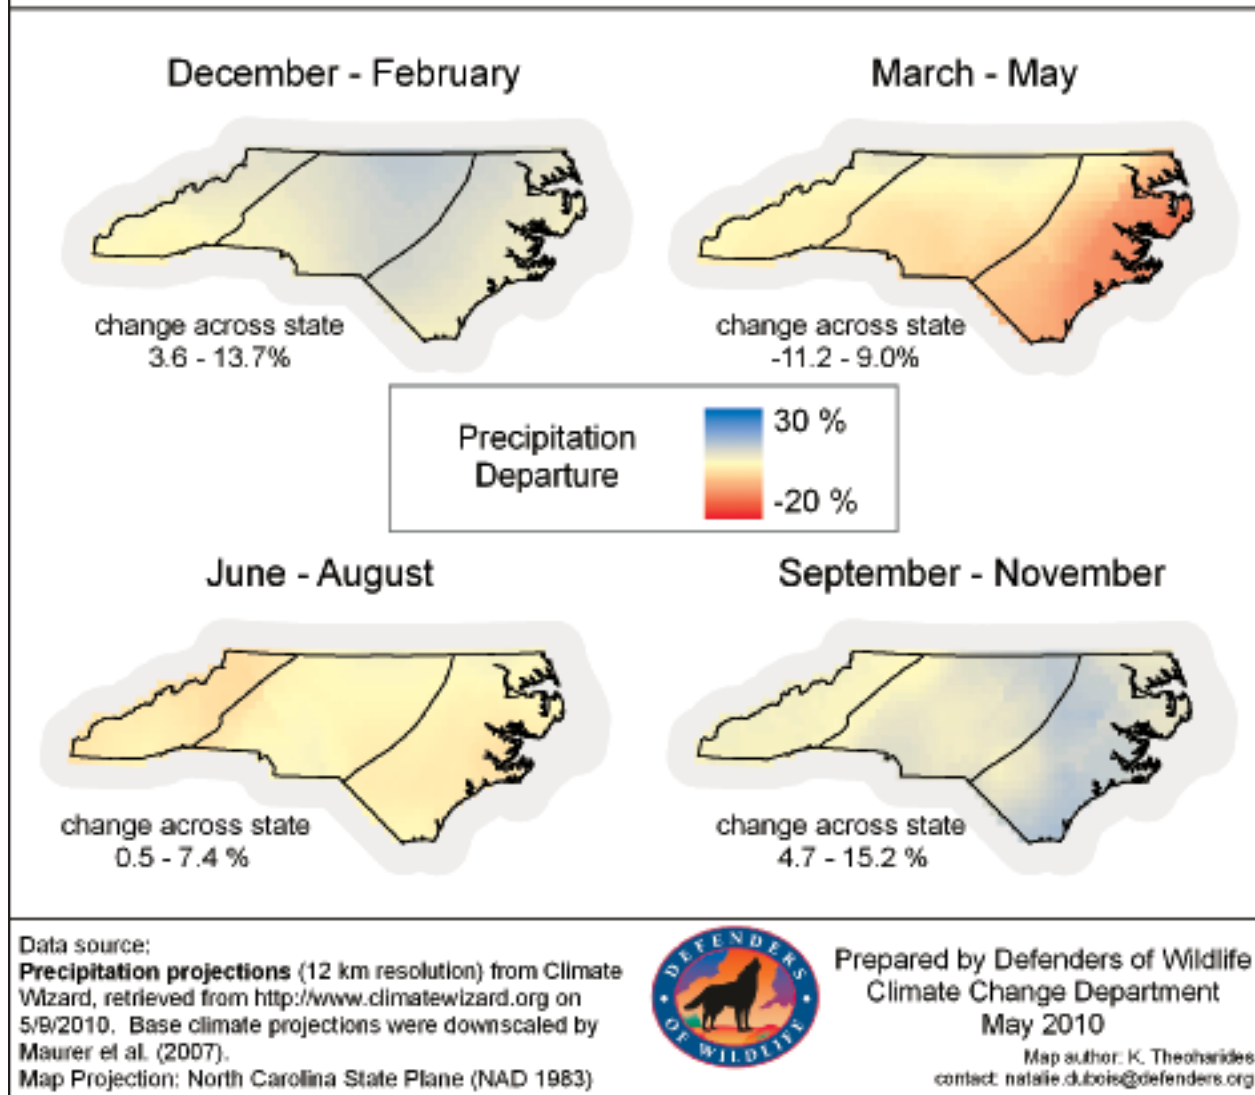 December - February
March - May
change across state
3.6 - 13.7%
change across state
-11.2 - 9.0%
Precipitation
Departure
30 %
-20 %
June - August
September - November
change across state
0.5 - 7.4 %
change across state
4.7 - 15.2 %
Data source:
Precipitation projections (12 km resolution) from Climate
Wizard, retrieved from http://www.climatewizard.org on
5/9/2010. Base climate projections were downscaled by
Maurer et al. (2007).
Map Projection: North Carolina State Plane (NAD 1983)
DEFENDERS
OF WILDLIFE
Prepared by Defenders of Wildlife
Climate Change Department
May 2010
Map author: K. Theoharides
contact: natalie.dubois@defenders.org